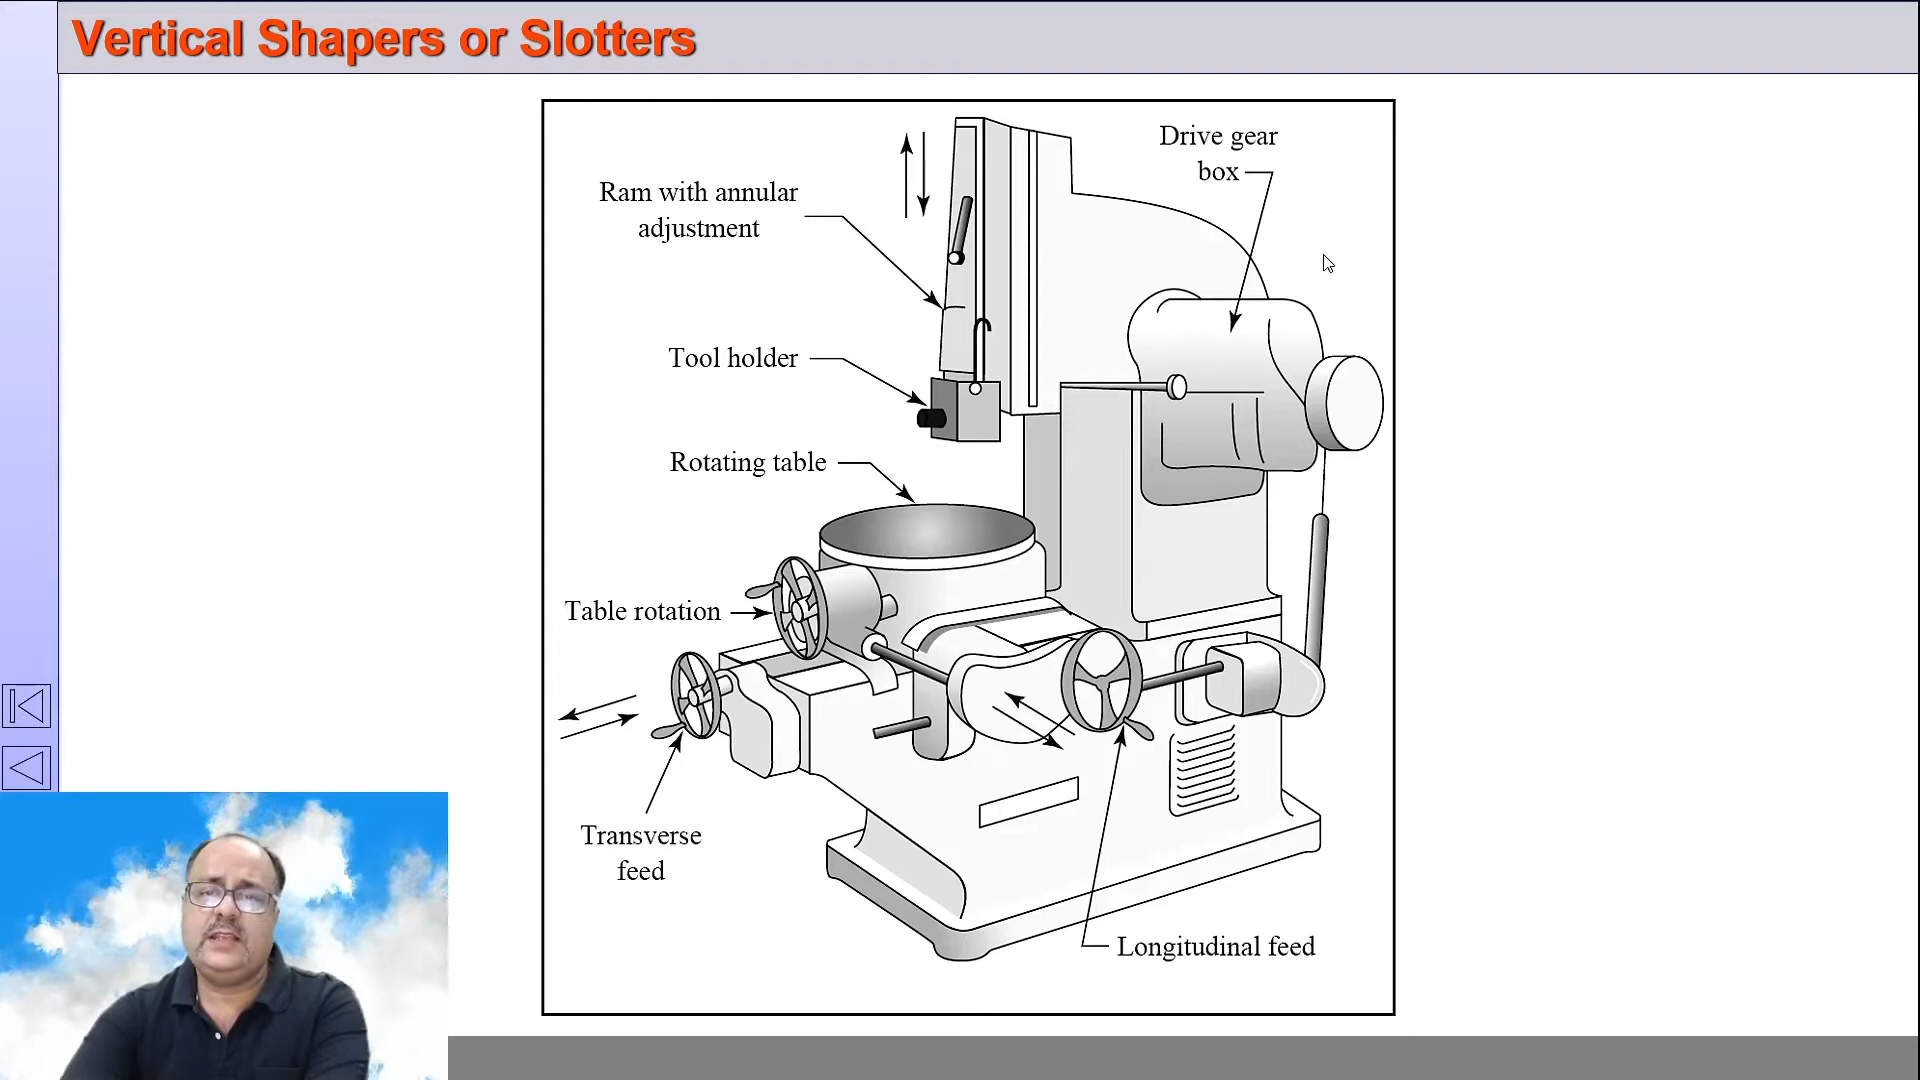 Vertical Shapers or Slotters
Drive gear
box
Ram with annular
adjustment
Tool holder
Rotating table
Table rotation
Transverse
feed
Longitudinal feed